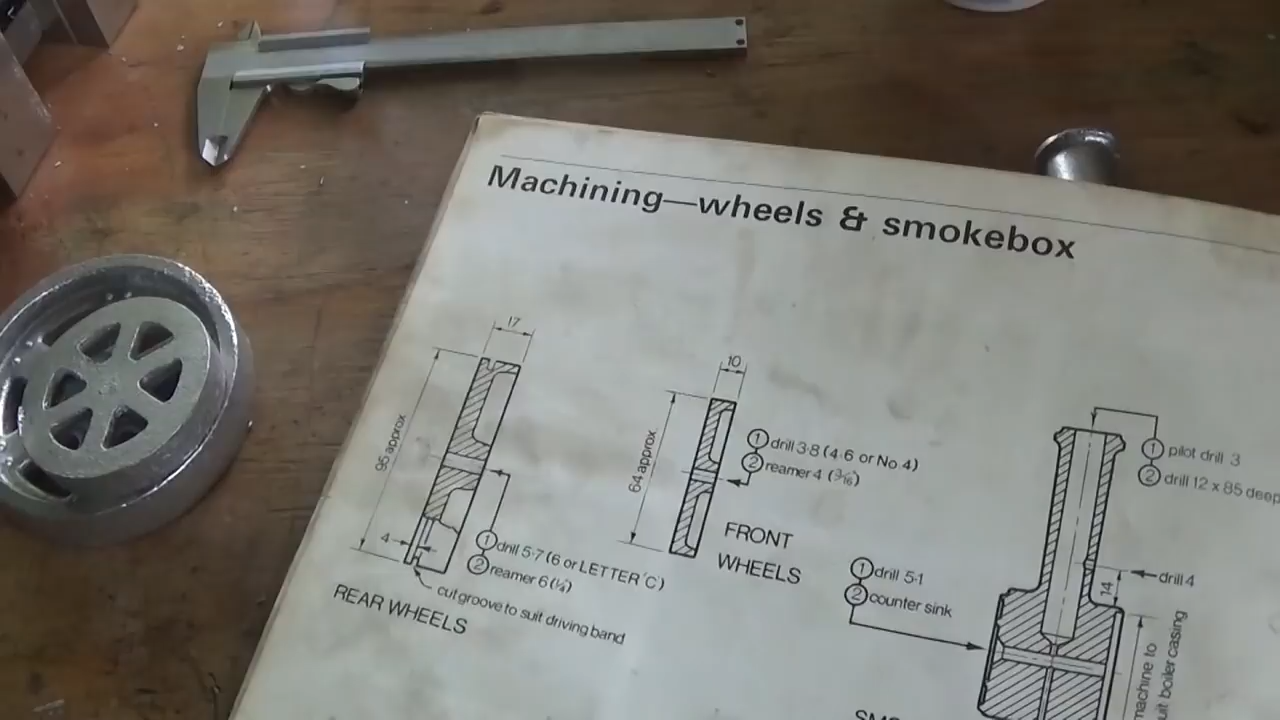 Machining—wheels & smokebox
17
95 approx
4
① drill 5·7 (6 or LETTER 'C')
② reamer 6 (¼)
cut groove to suit driving band
REAR WHEELS
10
64 approx.
① drill 3·8 (4·6 or No 4)
② reamer 4 (3/16)
FRONT
WHEELS
① pilot drill 3
② drill 12 x 85 deep
① drill 5·1
② counter sink
drill 4
14
machine to
boiler casing